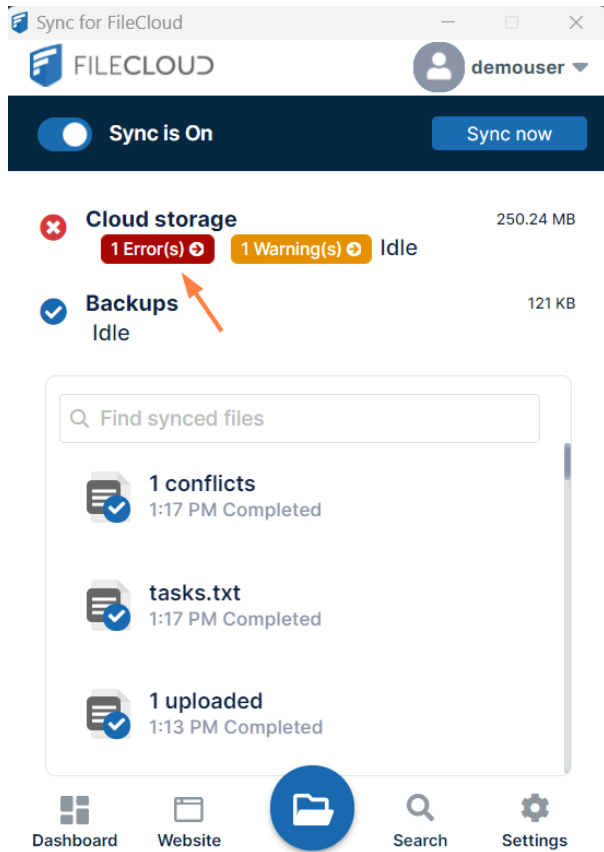 Sync for FileCloud
FILECLOUD
demouser
Sync is On
Sync now
Cloud storage
250.24 MB
1 Error(s)
1 Warning(s)
Idle
Backups
121 KB
Idle
Find synced files
1 conflicts
1:17 PM Completed
tasks.txt
1:17 PM Completed
1 uploaded
1:13 PM Completed
Dashboard
Website
Search
Settings